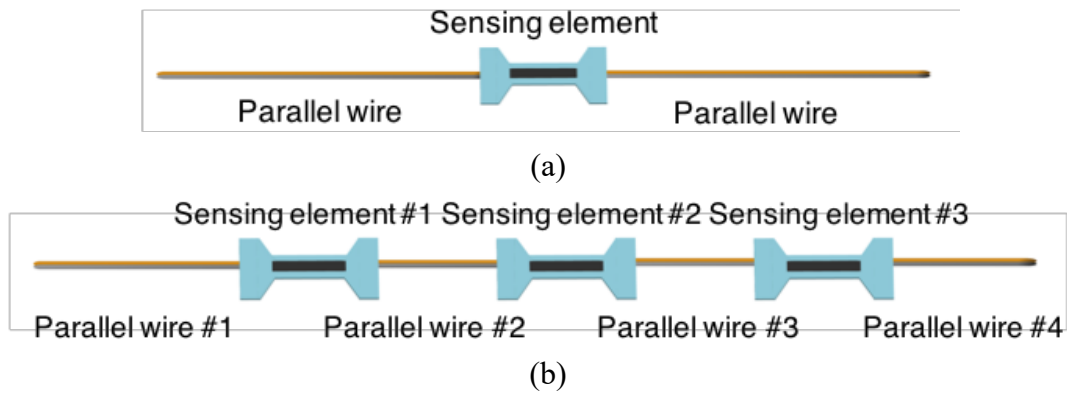 Sensing element
Parallel wire Parallel wire
(a)
Sensing element #1 Sensing element #2 Sensing element #3
Parallel wire #1 Parallel wire #2 Parallel wire #3 Parallel wire #4
(b)